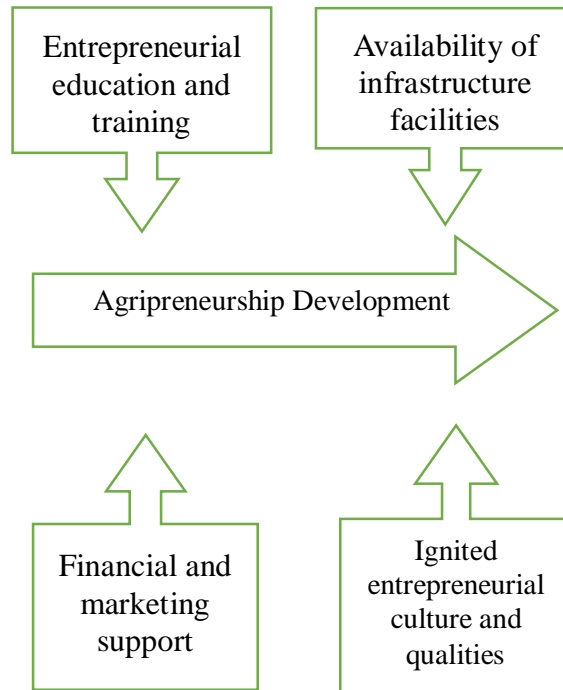 Entrepreneurial
education and
training
Availability of
infrastructure
facilities
Agripreneurship Development
Financial and
marketing
support
Ignited
entrepreneurial
culture and
qualities